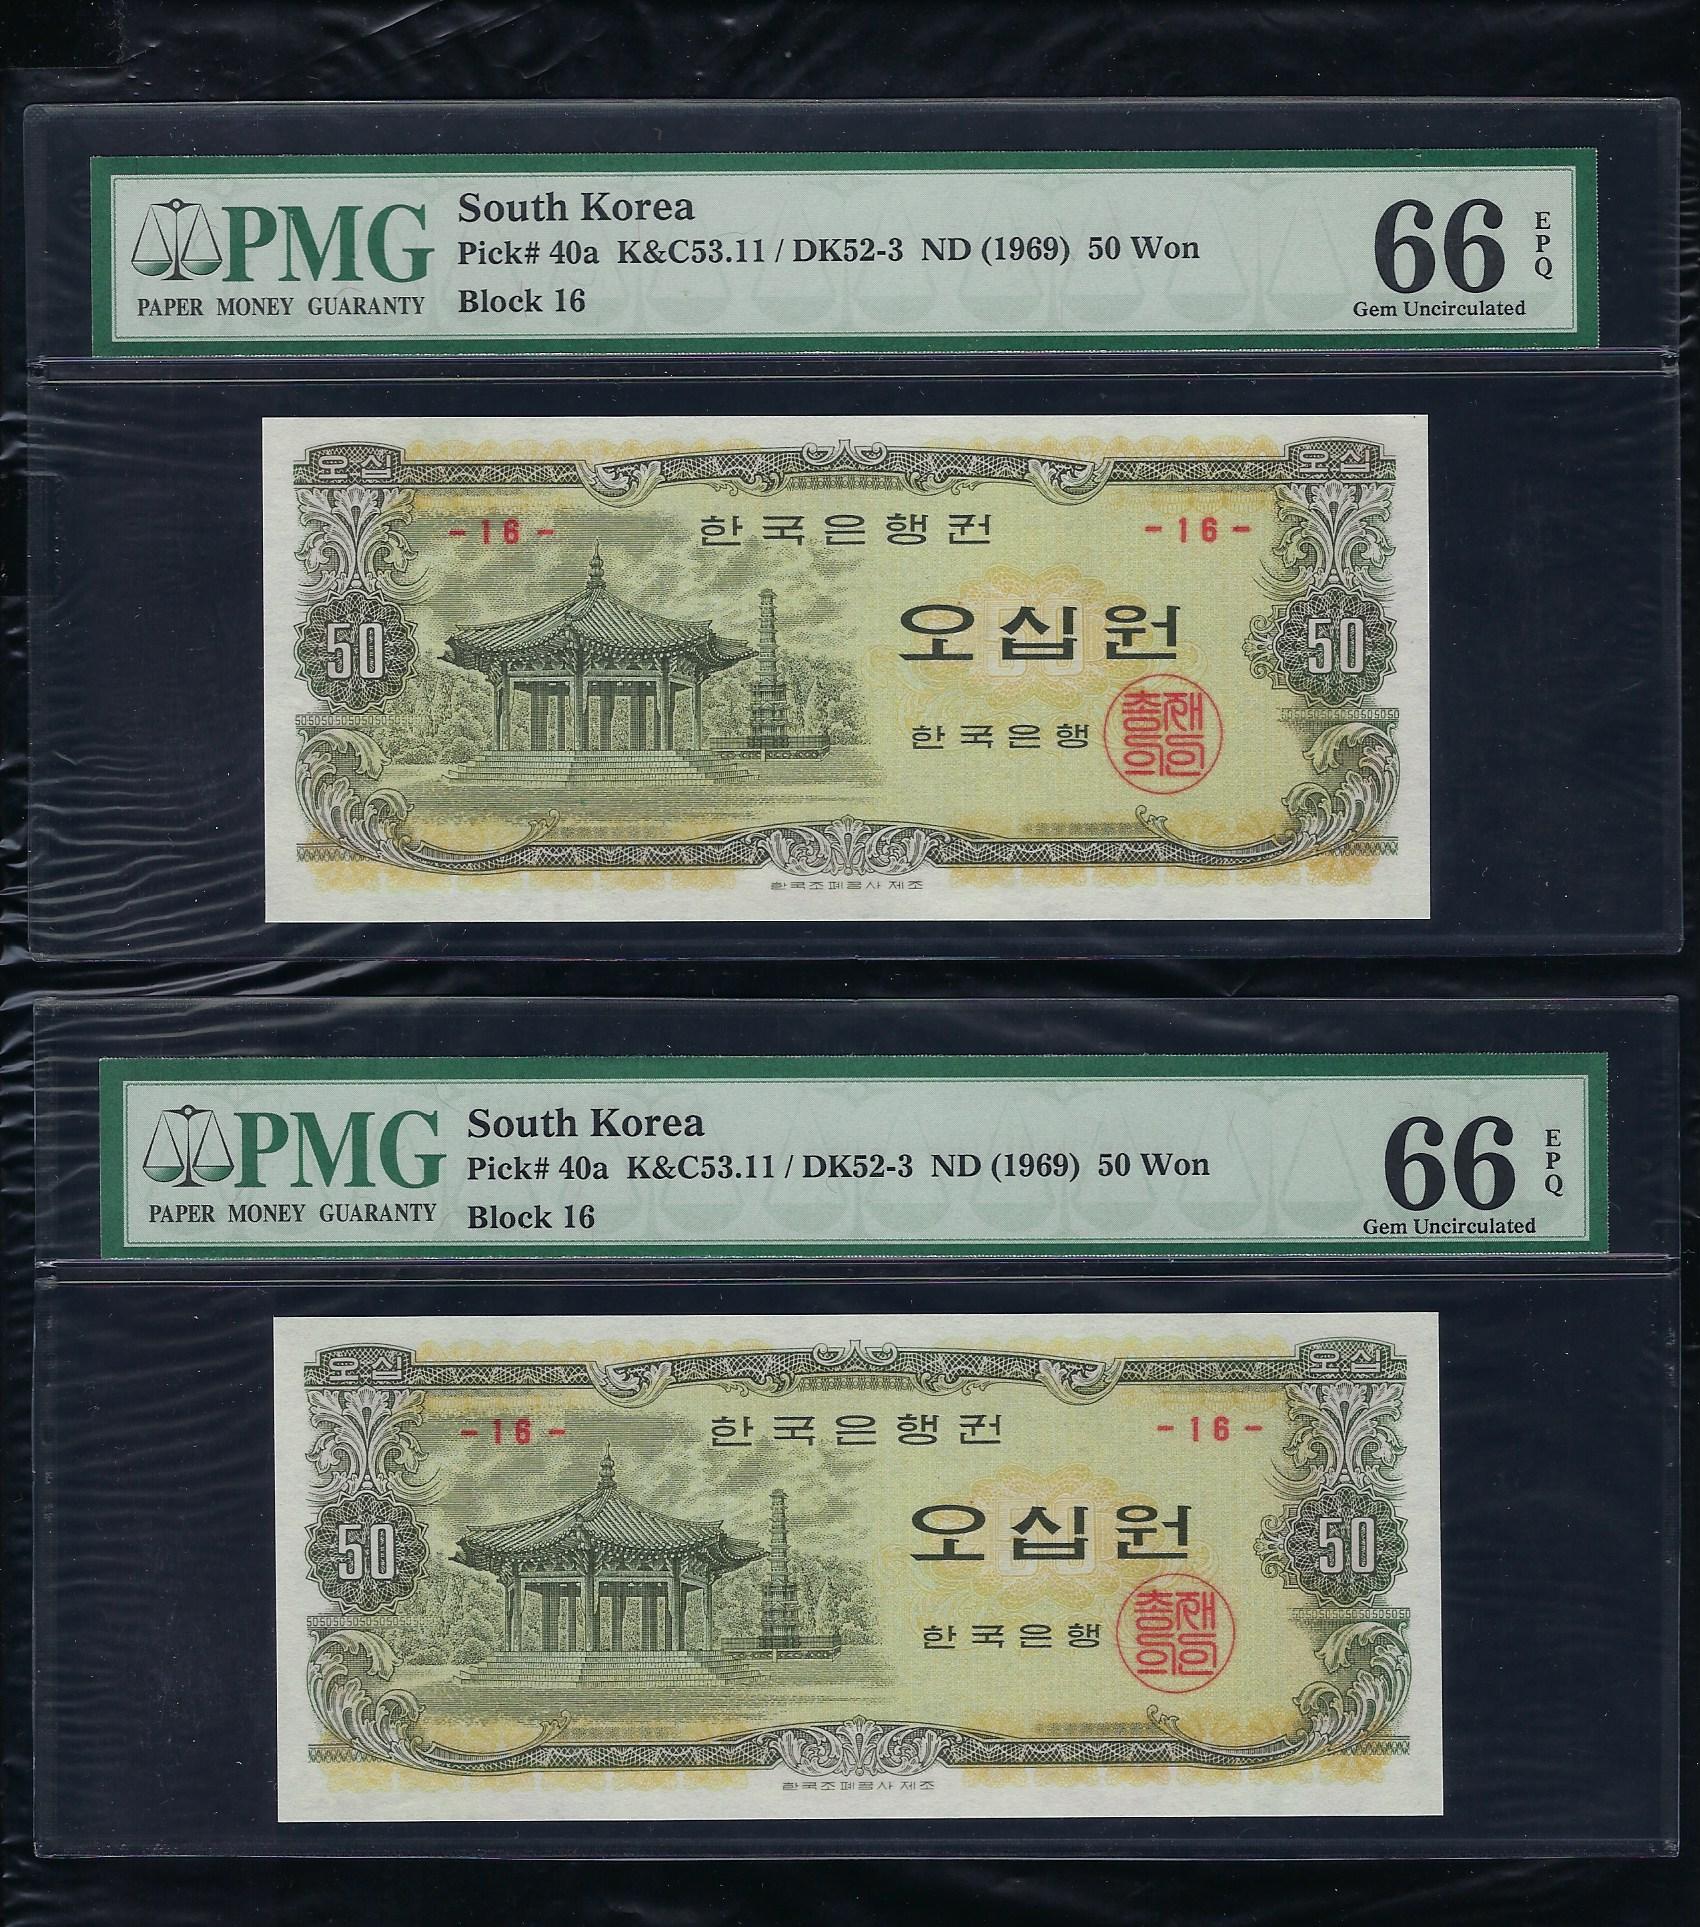 PMG
PAPER MONEY GUARANTY
South Korea
Pick# 40a K&C53.11 / DK52-3 ND (1969) 50 Won
Block 16
66
EPQ
Gem Uncirculated
오십 오십
- 16 - 한국은행권 - 16 -
오십원
50 50
한국은행
총재의인
50505050505050505050 50505050505050505050
한국조폐공사 제조
PMG
PAPER MONEY GUARANTY
South Korea
Pick# 40a K&C53.11 / DK52-3 ND (1969) 50 Won
Block 16
66
EPQ
Gem Uncirculated
오십 오십
- 16 - 한국은행권 - 16 -
오십원
50 50
한국은행
총재의인
50505050505050505050 50505050505050505050
한국조폐공사 제조